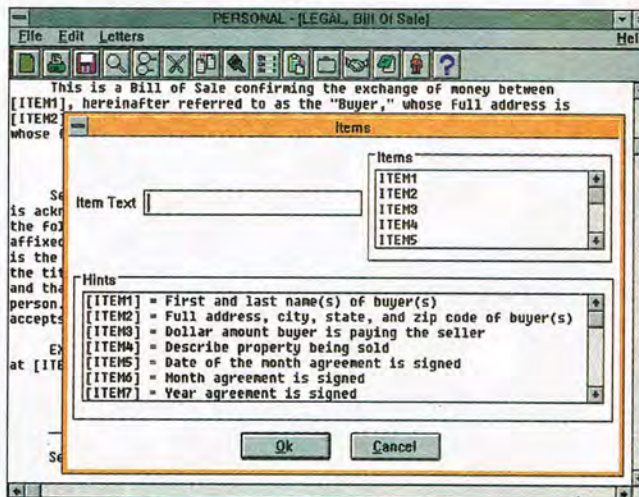 PERSONAL - [LEGAL, Bill Of Sale]
File Edit Letters Hel
This is a Bill of Sale confirming the exchange of money between
[ITEM1], hereinafter referred to as the "Buyer," whose full address is
[ITEM2]
whose f
Items
Se
is ackn
the fol
affixed
is the
the tit
and tha
person.
accepts
EX
at [ITE
Se
Item Text
Items
ITEM1
ITEM2
ITEM3
ITEM4
ITEM5
Hints
[ITEM1] = First and last name(s) of buyer(s)
[ITEM2] = Full address, city, state, and zip code of buyer(s)
[ITEM3] = Dollar amount buyer is paying the seller
[ITEM4] = Describe property being sold
[ITEM5] = Date of the month agreement is signed
[ITEM6] = Month agreement is signed
[ITEM7] = Year agreement is signed
Ok Cancel